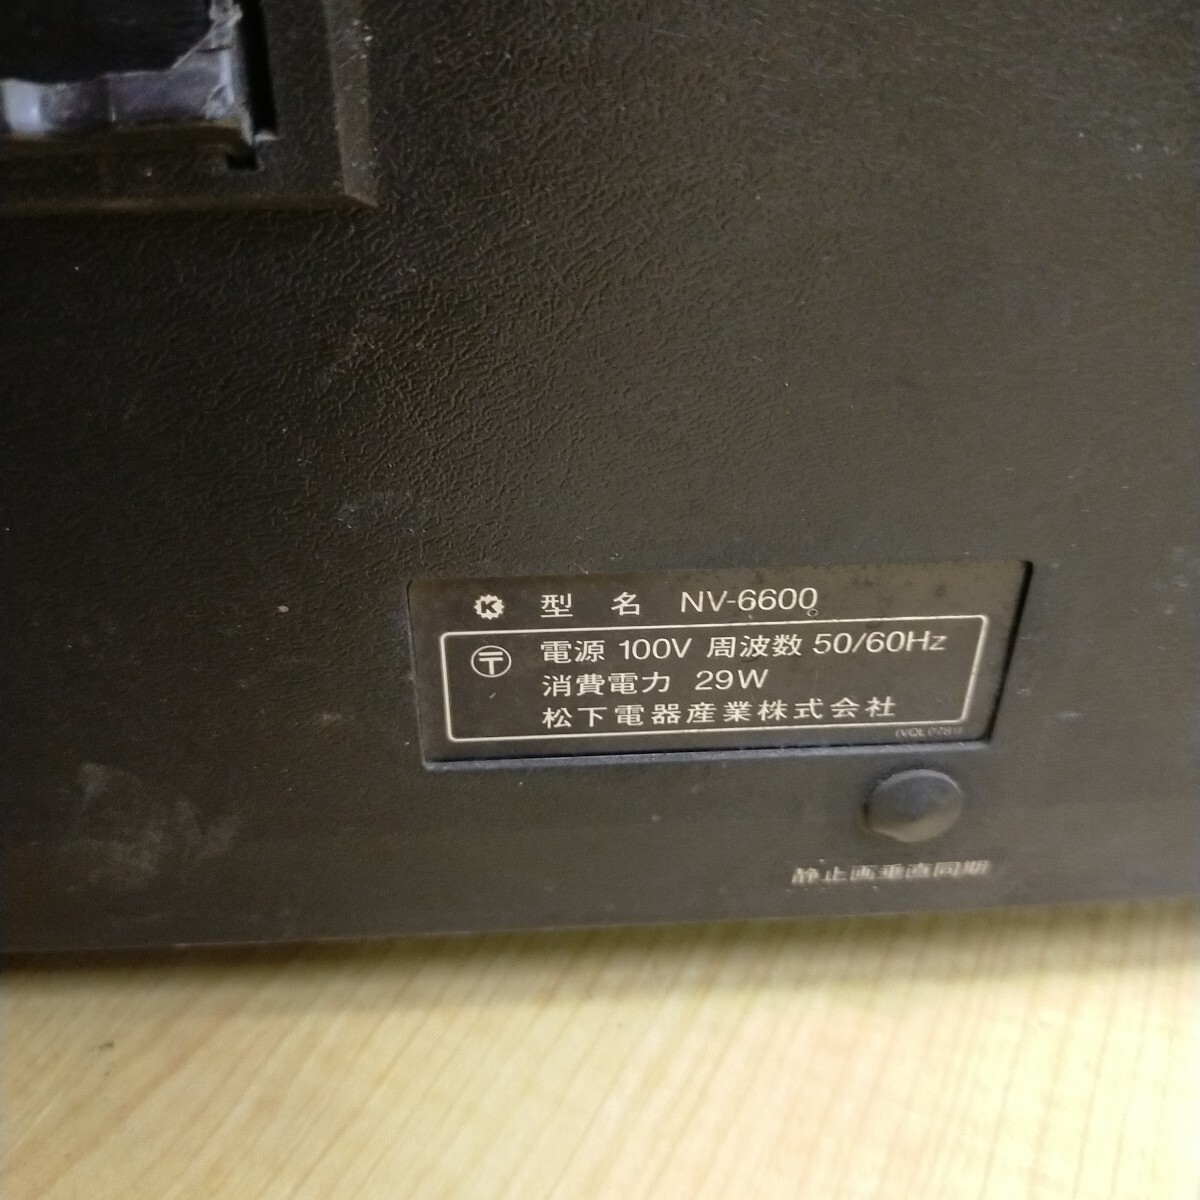 K 型名 NV-6600
〒 電源 100V 周波数 50/60Hz
消費電力 29W
松下電器産業株式会社
静止画垂直同期